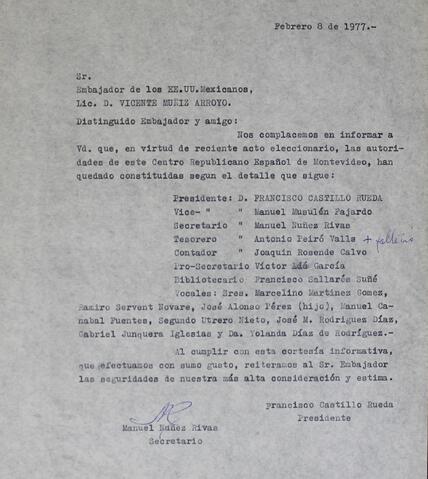 Febrero 8 de 1977.-
Sr.
Embajador de los EE.UU.Mexicanos,
Lic. D. VICENTE MUÑIZ ARROYO.
Distinguido Embajador y amigo:
Nos complacemos en informar a
Vd. que, en virtud de reciente acto eleccionario, las autori-
dades de este Centro Republicano Español de Montevideo, han
quedado constituídas segun el detalle que sigue:
Presidente: D. FRANCISCO CASTILLO RUEDA
Vice- " " Manuel Musulén Fajardo
Secretario " Manuel Nuñez Rivas
Tesorero " Antonio Peiró Valls + falleció
Contador " Joaquin Rosende Calvo
Pro-Secretario Víctor García
Bibliotecario Francisco Sallarés Suñé
Vocales: Sres. Marcelino Martinez Gomez,
Ramiro Servent Novare, José Alonso Pérez (hijo), Manuel Ca-
nabal Fuentes, Segundo Utrero Nieto, José M. Rodriguez Díaz,
Gabriel Junquera Iglesias y Da. Yolanda Díaz de Rodríguez.-
Al cumplir con esta cortesía informativa,
que efectuamos con sumo gusto, reiteramos al Sr. Embajador
las seguridades de nuestra más alta consideración y estima.
Francisco Castillo Rueda
Presidente
Manuel Núñez Rivas
Secretario